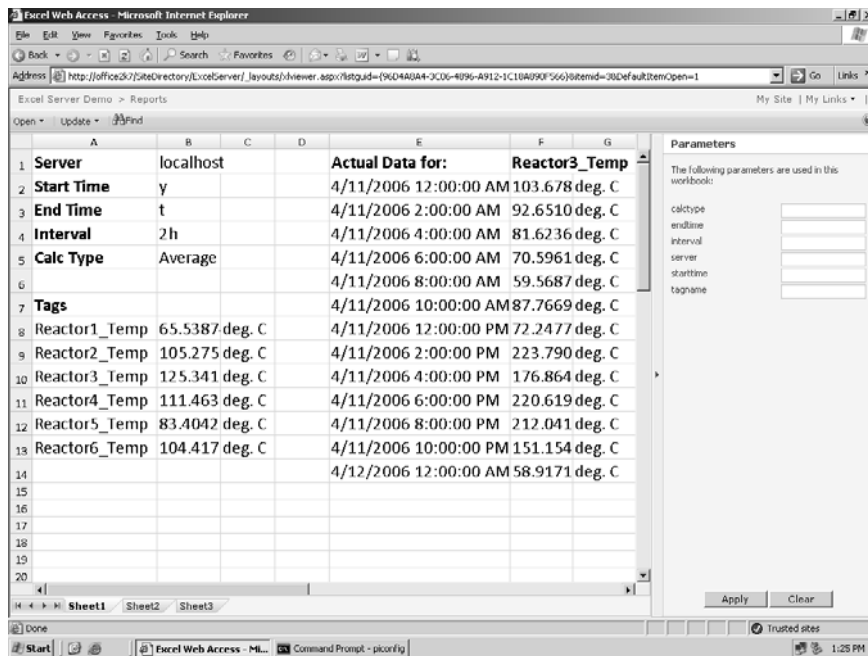 Excel Web Access - Microsoft Internet Explorer
File Edit View Favorites Tools Help
Back Search Favorites
Address http://office2k7/SiteDirectory/ExcelServer/_layouts/xlviewer.aspx?listguid={96D4A8A4-3C06-4096-A912-1C18A090F566}&itemid=30&DefaultItemOpen=1 Go Links
Excel Server Demo > Reports My Site | My Links
Open Update Find
A B C D E F G
1 Server localhost Actual Data for: Reactor3_Temp
2 Start Time y 4/11/2006 12:00:00 AM 103.678 deg. C
3 End Time t 4/11/2006 2:00:00 AM 92.6510 deg. C
4 Interval 2h 4/11/2006 4:00:00 AM 81.6236 deg. C
5 Calc Type Average 4/11/2006 6:00:00 AM 70.5961 deg. C
6 4/11/2006 8:00:00 AM 59.5687 deg. C
7 Tags 4/11/2006 10:00:00 AM 87.7669 deg. C
8 Reactor1_Temp 65.5387 deg. C 4/11/2006 12:00:00 PM 72.2477 deg. C
9 Reactor2_Temp 105.275 deg. C 4/11/2006 2:00:00 PM 223.790 deg. C
10 Reactor3_Temp 125.341 deg. C 4/11/2006 4:00:00 PM 176.864 deg. C
11 Reactor4_Temp 111.463 deg. C 4/11/2006 6:00:00 PM 220.619 deg. C
12 Reactor5_Temp 83.4042 deg. C 4/11/2006 8:00:00 PM 212.041 deg. C
13 Reactor6_Temp 104.417 deg. C 4/11/2006 10:00:00 PM 151.154 deg. C
14 4/12/2006 12:00:00 AM 58.9171 deg. C
15
16
17
18
19
20
Sheet1 Sheet2 Sheet3
Parameters
The following parameters are used in this
workbook:
calctype
endtime
interval
server
starttime
tagname
Apply Clear
Done Trusted sites
Start Excel Web Access - Mi... Command Prompt - piconfig 1:25 PM